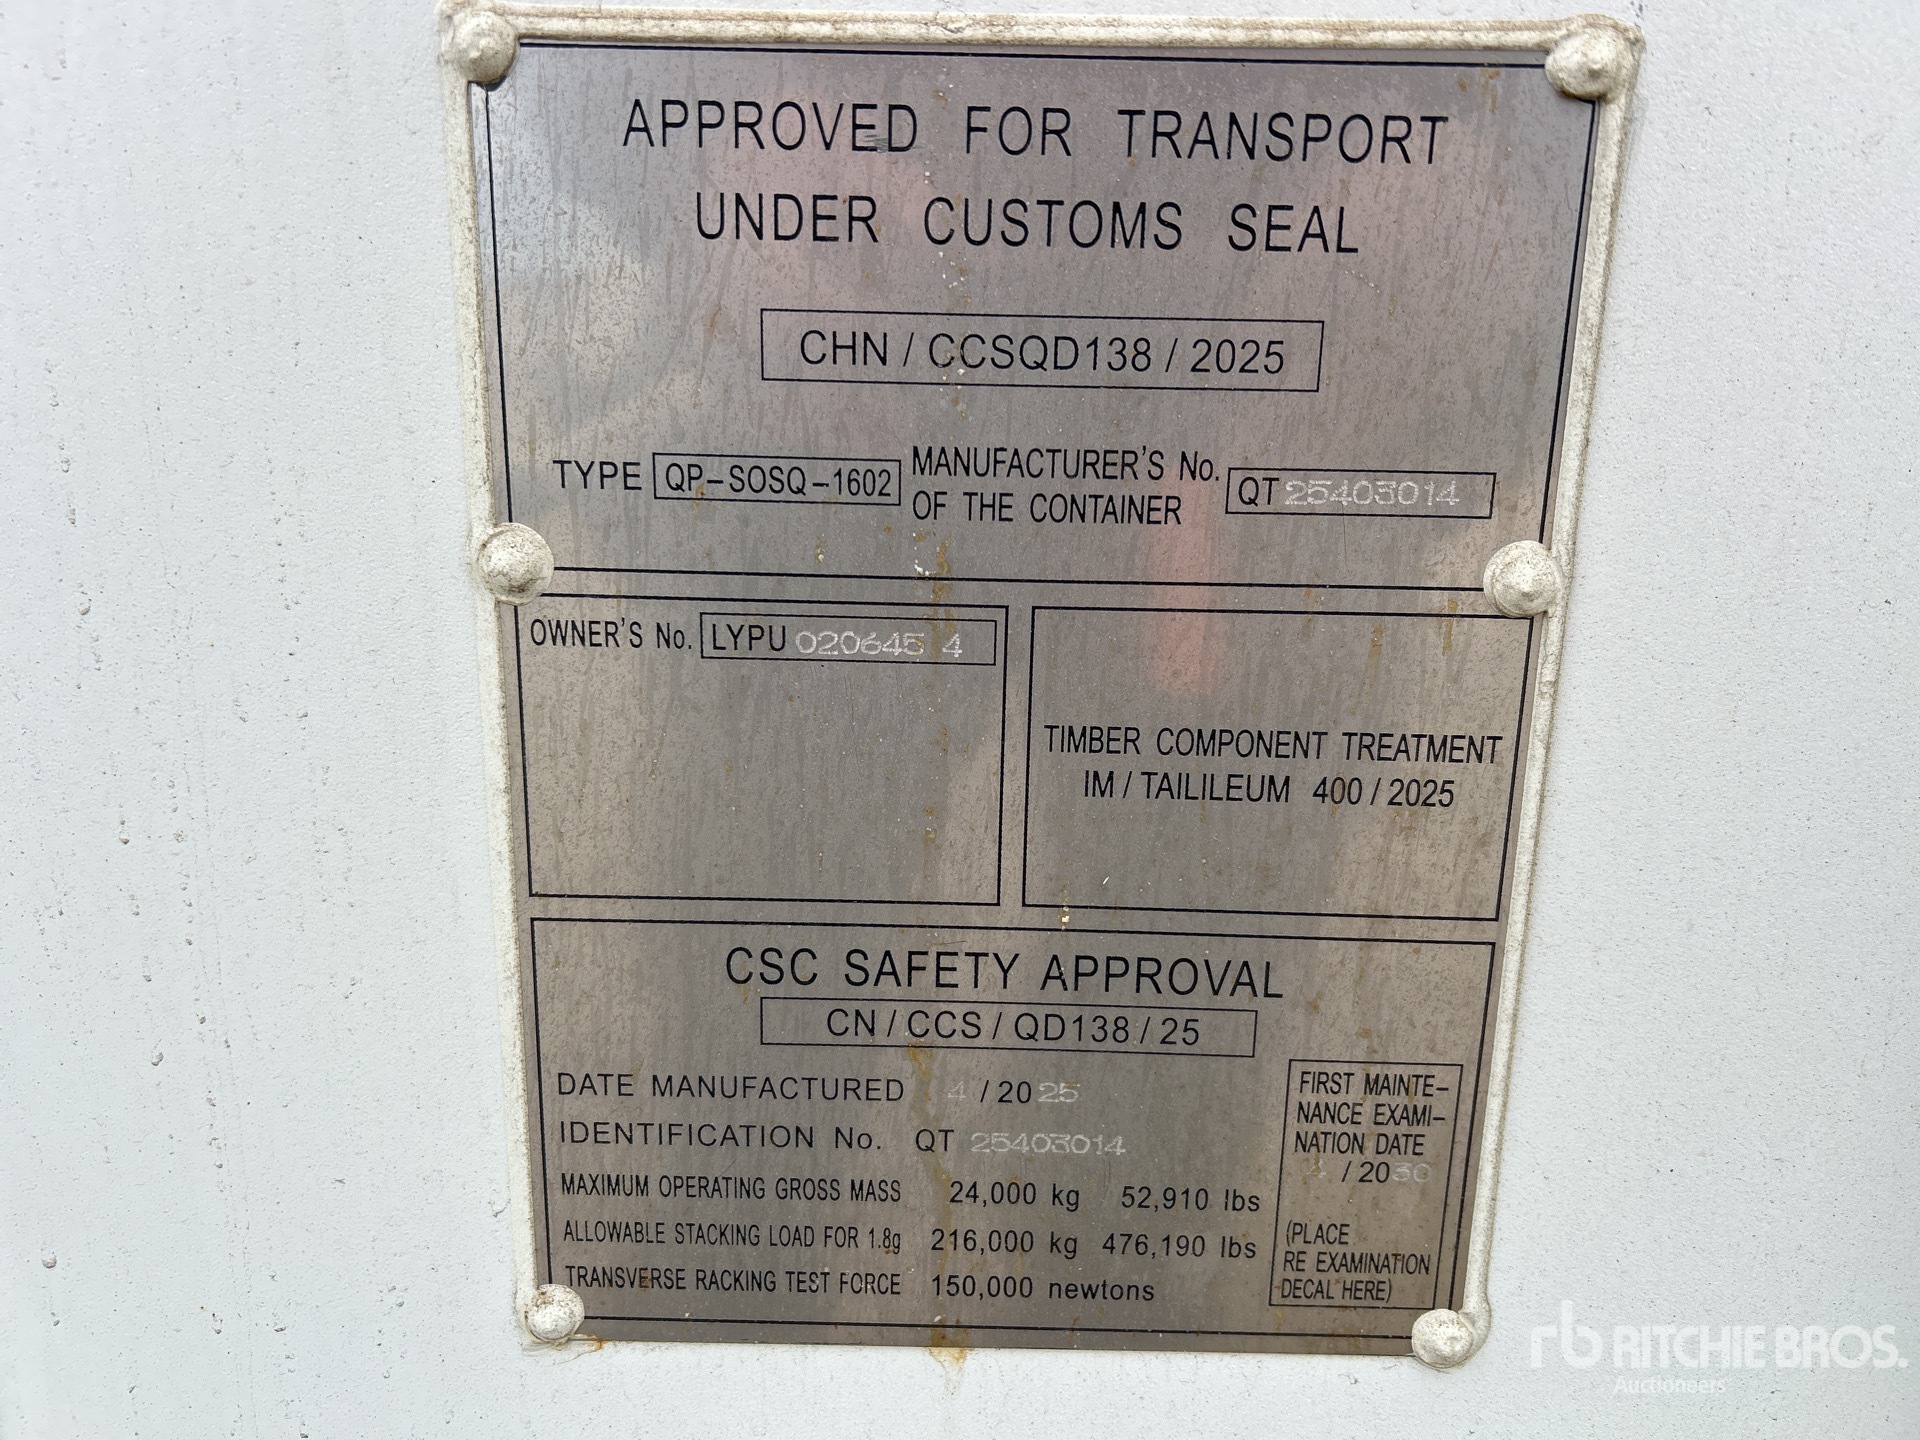 APPROVED FOR TRANSPORT
UNDER CUSTOMS SEAL
CHN / CCSQD138 / 2025
TYPE QP-SOSQ-1602 MANUFACTURER'S No. OF THE CONTAINER QT 25403014
OWNER'S No. LYPU 020645 4
TIMBER COMPONENT TREATMENT
IM / TAILILEUM 400 / 2025
CSC SAFETY APPROVAL
CN / CCS / QD138 / 25
DATE MANUFACTURED 4 / 2025
IDENTIFICATION No. QT 25403014
MAXIMUM OPERATING GROSS MASS 24,000 kg 52,910 lbs
ALLOWABLE STACKING LOAD FOR 1.8g 216,000 kg 476,190 lbs
TRANSVERSE RACKING TEST FORCE 150,000 newtons
FIRST MAINTE-
NANCE EXAMI-
NATION DATE
/ 2030
(PLACE
RE EXAMINATION
DECAL HERE)
rb RITCHIE BROS.
Auctioneers